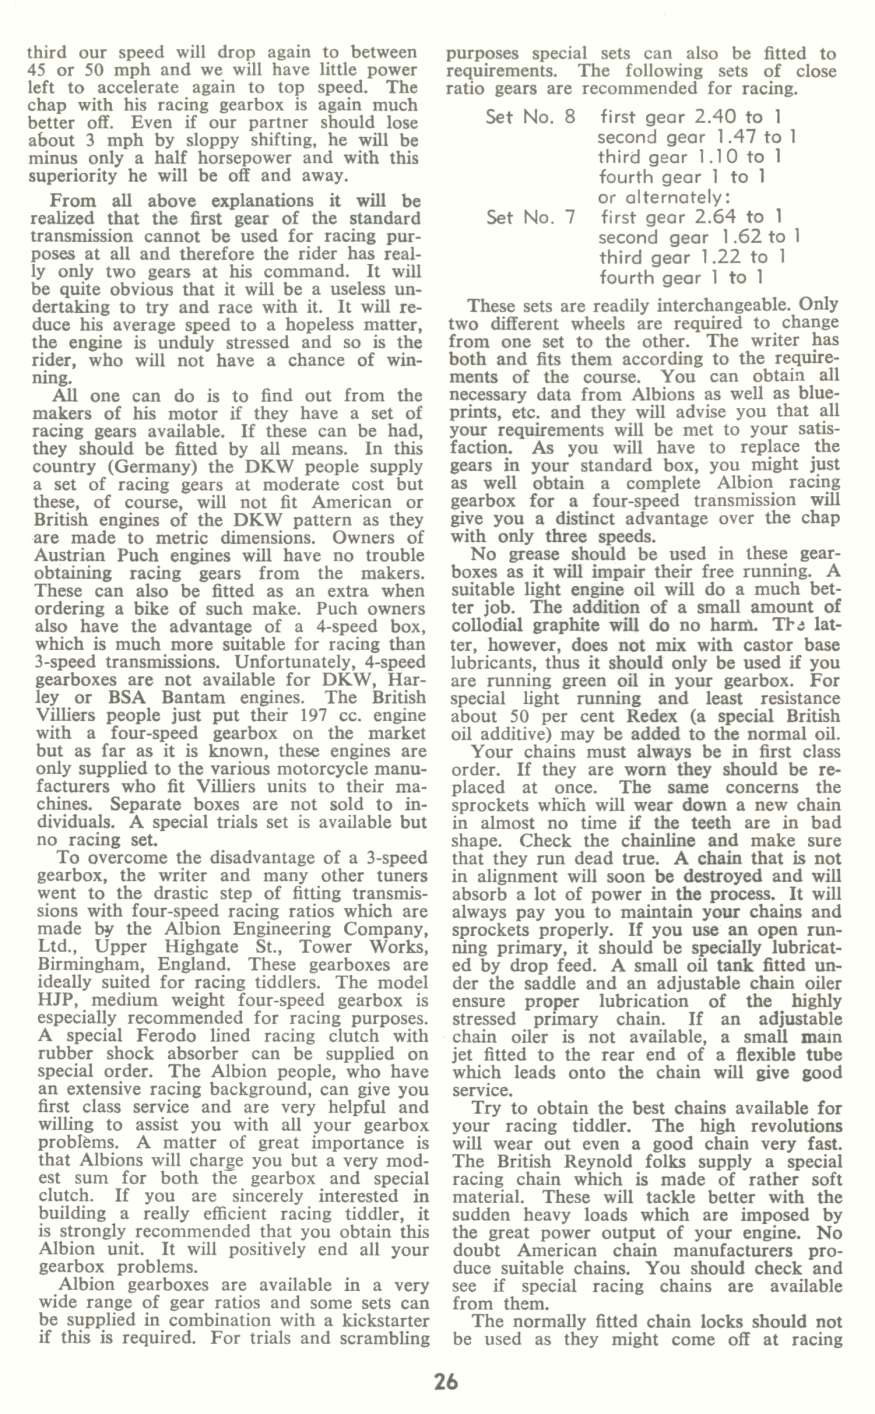 third our speed will drop again to between
45 or 50 mph and we will have little power
left to accelerate again to top speed. The
chap with his racing gearbox is again much
better off. Even if our partner should lose
about 3 mph by sloppy shifting, he will be
minus only a half horsepower and with this
superiority he will be off and away.
From all above explanations it will be
realized that the first gear of the standard
transmission cannot be used for racing pur-
poses at all and therefore the rider has real-
ly only two gears at his command. It will
be quite obvious that it will be a useless un-
dertaking to try and race with it. It will re-
duce his average speed to a hopeless matter,
the engine is unduly stressed and so is the
rider, who will not have a chance of win-
ning.
All one can do is to find out from the
makers of his motor if they have a set of
racing gears available. If these can be had,
they should be fitted by all means. In this
country (Germany) the DKW people supply
a set of racing gears at moderate cost but
these, of course, will not fit American or
British engines of the DKW pattern as they
are made to metric dimensions. Owners of
Austrian Puch engines will have no trouble
obtaining racing gears from the makers.
These can also be fitted as an extra when
ordering a bike of such make. Puch owners
also have the advantage of a 4-speed box,
which is much more suitable for racing than
3-speed transmissions. Unfortunately, 4-speed
gearboxes are not available for DKW, Har-
ley or BSA Bantam engines. The British
Villiers people just put their 197 cc. engine
with a four-speed gearbox on the market
but as far as it is known, these engines are
only supplied to the various motorcycle manu-
facturers who fit Villiers units to their ma-
chines. Separate boxes are not sold to in-
dividuals. A special trials set is available but
no racing set.
To overcome the disadvantage of a 3-speed
gearbox, the writer and many other tuners
went to the drastic step of fitting transmis-
sions with four-speed racing ratios which are
made by the Albion Engineering Company,
Ltd., Upper Highgate St., Tower Works,
Birmingham, England. These gearboxes are
ideally suited for racing tiddlers. The model
HJP, medium weight four-speed gearbox is
especially recommended for racing purposes.
A special Ferodo lined racing clutch with
rubber shock absorber can be supplied on
special order. The Albion people, who have
an extensive racing background, can give you
first class service and are very helpful and
willing to assist you with all your gearbox
problems. A matter of great importance is
that Albions will charge you but a very mod-
est sum for both the gearbox and special
clutch. If you are sincerely interested in
building a really efficient racing tiddler, it
is strongly recommended that you obtain this
Albion unit. It will positively end all your
gearbox problems.
Albion gearboxes are available in a very
wide range of gear ratios and some sets can
be supplied in combination with a kickstarter
if this is required. For trials and scrambling
purposes special sets can also be fitted to
requirements. The following sets of close
ratio gears are recommended for racing.
Set No. 8 first gear 2.40 to 1
second gear 1.47 to 1
third gear 1.10 to 1
fourth gear 1 to 1
or alternately:
Set No. 7 first gear 2.64 to 1
second gear 1.62 to 1
third gear 1.22 to 1
fourth gear 1 to 1
These sets are readily interchangeable. Only
two different wheels are required to change
from one set to the other. The writer has
both and fits them according to the require-
ments of the course. You can obtain all
necessary data from Albions as well as blue-
prints, etc. and they will advise you that all
your requirements will be met to your satis-
faction. As you will have to replace the
gears in your standard box, you might just
as well obtain a complete Albion racing
gearbox for a four-speed transmission will
give you a distinct advantage over the chap
with only three speeds.
No grease should be used in these gear-
boxes as it will impair their free running. A
suitable light engine oil will do a much bet-
ter job. The addition of a small amount of
collodial graphite will do no harm. The lat-
ter, however, does not mix with castor base
lubricants, thus it should only be used if you
are running green oil in your gearbox. For
special light running and least resistance
about 50 per cent Redex (a special British
oil additive) may be added to the normal oil.
Your chains must always be in first class
order. If they are worn they should be re-
placed at once. The same concerns the
sprockets which will wear down a new chain
in almost no time if the teeth are in bad
shape. Check the chainline and make sure
that they run dead true. A chain that is not
in alignment will soon be destroyed and will
absorb a lot of power in the process. It will
always pay you to maintain your chains and
sprockets properly. If you use an open run-
ning primary, it should be specially lubricat-
ed by drop feed. A small oil tank fitted un-
der the saddle and an adjustable chain oiler
ensure proper lubrication of the highly
stressed primary chain. If an adjustable
chain oiler is not available, a small main
jet fitted to the rear end of a flexible tube
which leads onto the chain will give good
service.
Try to obtain the best chains available for
your racing tiddler. The high revolutions
will wear out even a good chain very fast.
The British Reynold folks supply a special
racing chain which is made of rather soft
material. These will tackle better with the
sudden heavy loads which are imposed by
the great power output of your engine. No
doubt American chain manufacturers pro-
duce suitable chains. You should check and
see if special racing chains are available
from them.
The normally fitted chain locks should not
be used as they might come off at racing
26